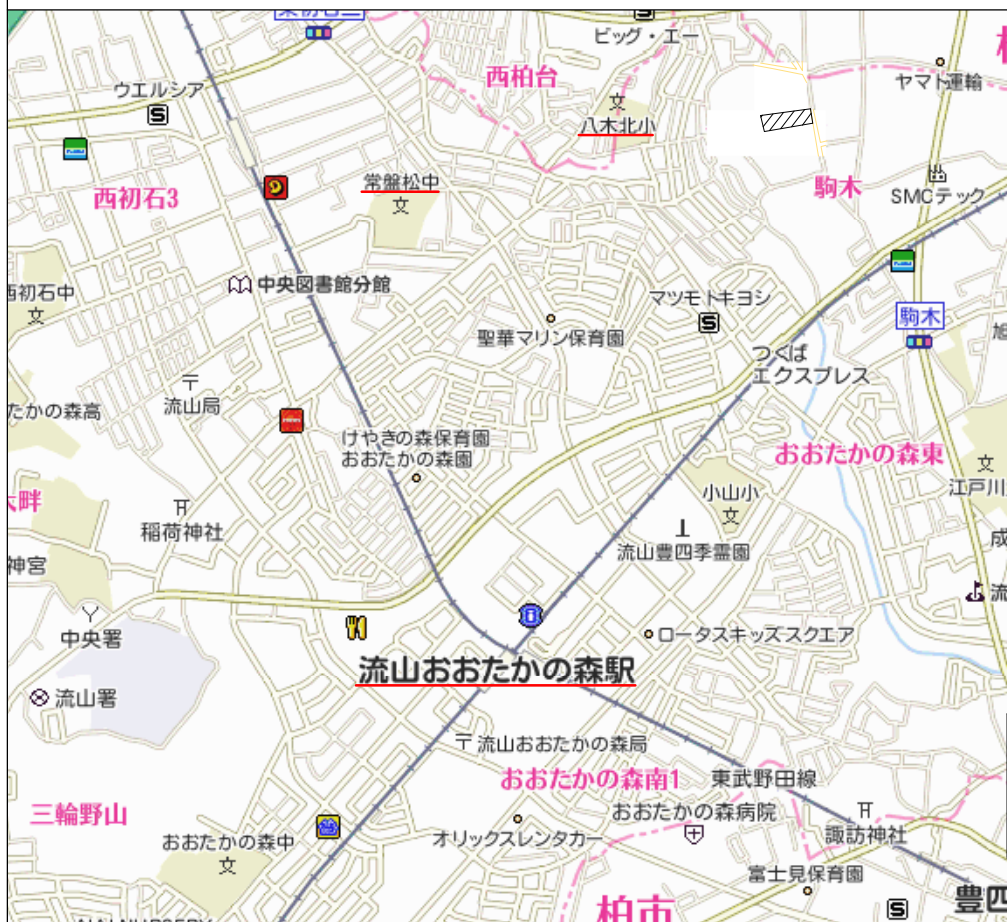 東初石三
ビッグ・エー
西柏台
ヤマト運輸
ウエルシア
八木北小
西初石3
常盤松中
駒木
SMCテック
中央図書館分館
西初石中
マツモトキヨシ
駒木
聖華マリン保育園
つくば
エクスプレス
流山局
たかの森高
けやきの森保育園
おおたかの森園
おおたかの森東
小山小
江戸川
大畔
稲荷神社
流山豊四季霊園
成
神宮
流
中央署
ロータスキッズスクエア
流山おおたかの森駅
流山署
流山おおたかの森局
おおたかの森南1
東武野田線
三輪野山
おおたかの森病院
おおたかの森中
オリックスレンタカー
諏訪神社
富士見保育園
柏市
豊四